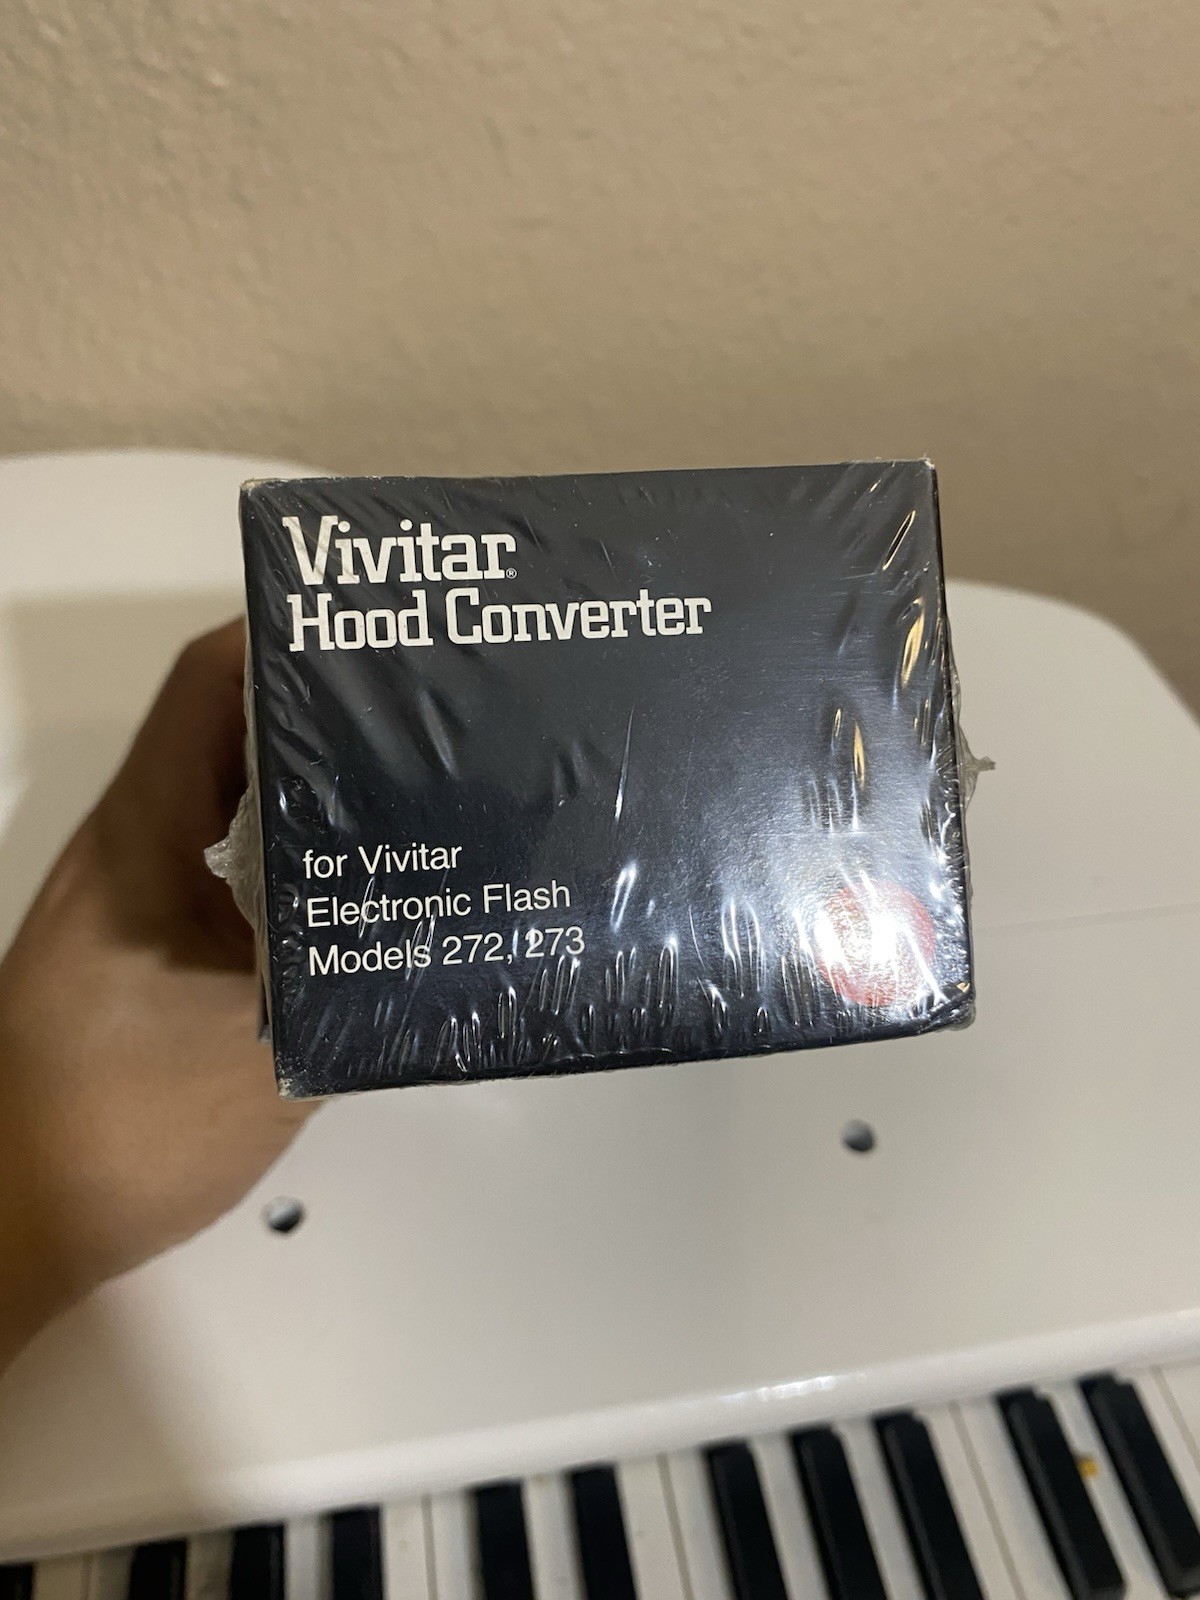 Vivitar®
Hood Converter
for Vivitar
Electronic Flash
Models 272, 273